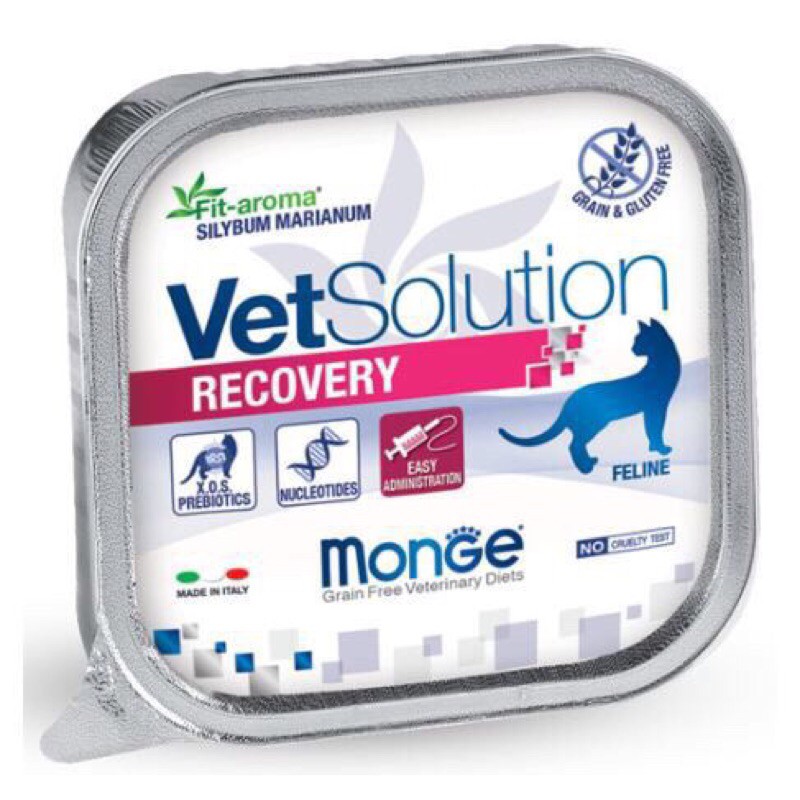 Fit-aroma®
SILYBUM MARIANUM
GRAIN & GLUTEN FREE
VetSolution
RECOVERY
X.O.S.
PREBIOTICS
NUCLEOTIDES
EASY
ADMINISTRATION
FELINE
MADE IN ITALY
Monge®
Grain Free Veterinary Diets
NO CRUELTY TEST